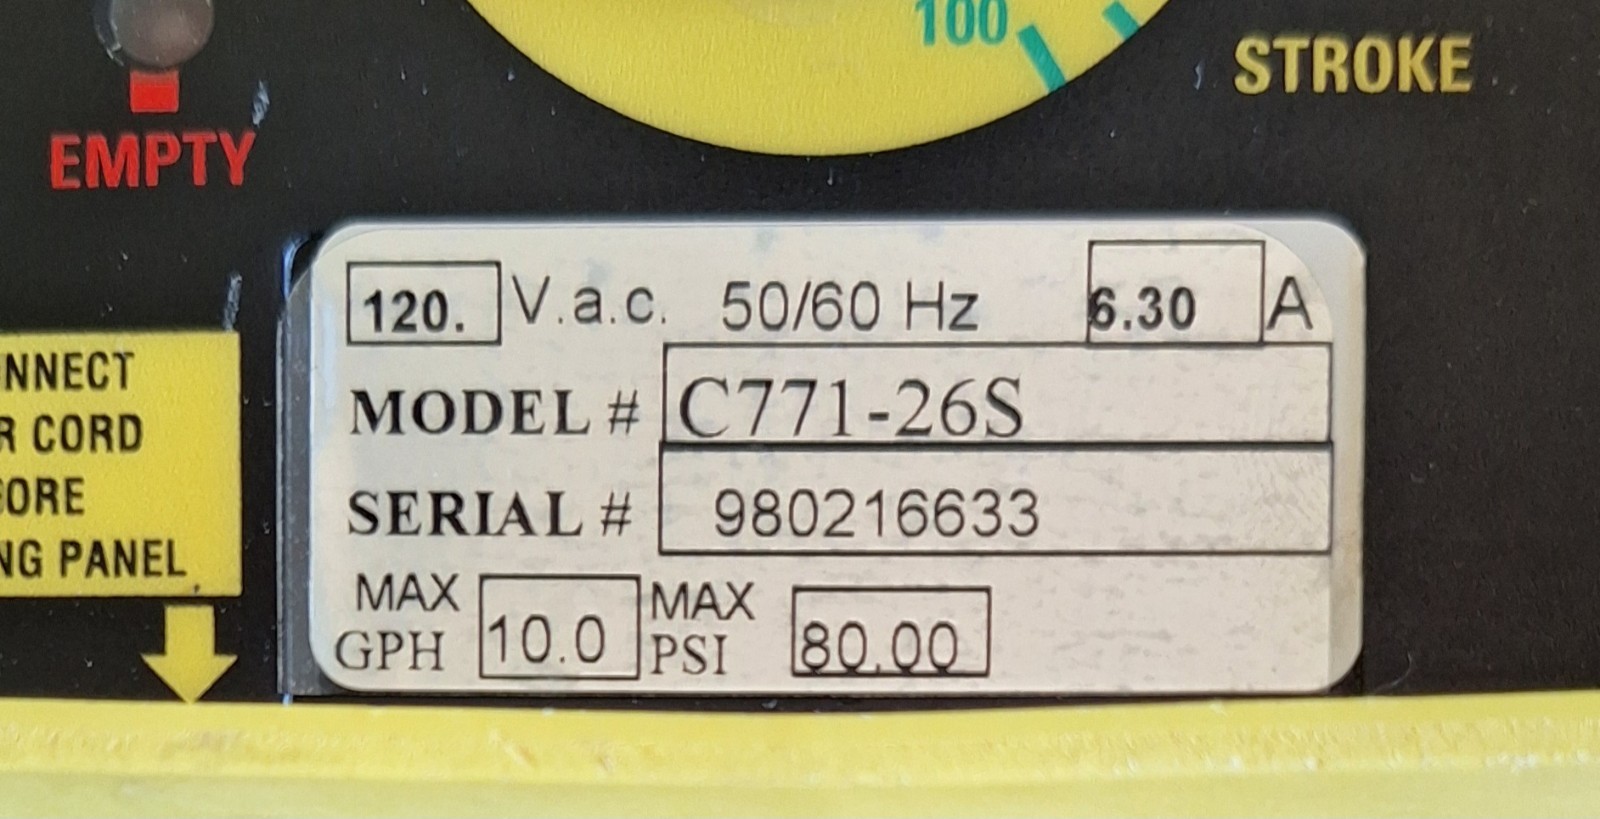 100
STROKE
EMPTY
120. V.a.c. 50/60 Hz 6.30 A
MODEL # C771-26S
SERIAL # 980216633
MAX GPH 10.0 MAX PSI 80.00
NNECT
R CORD
ORE
NG PANEL